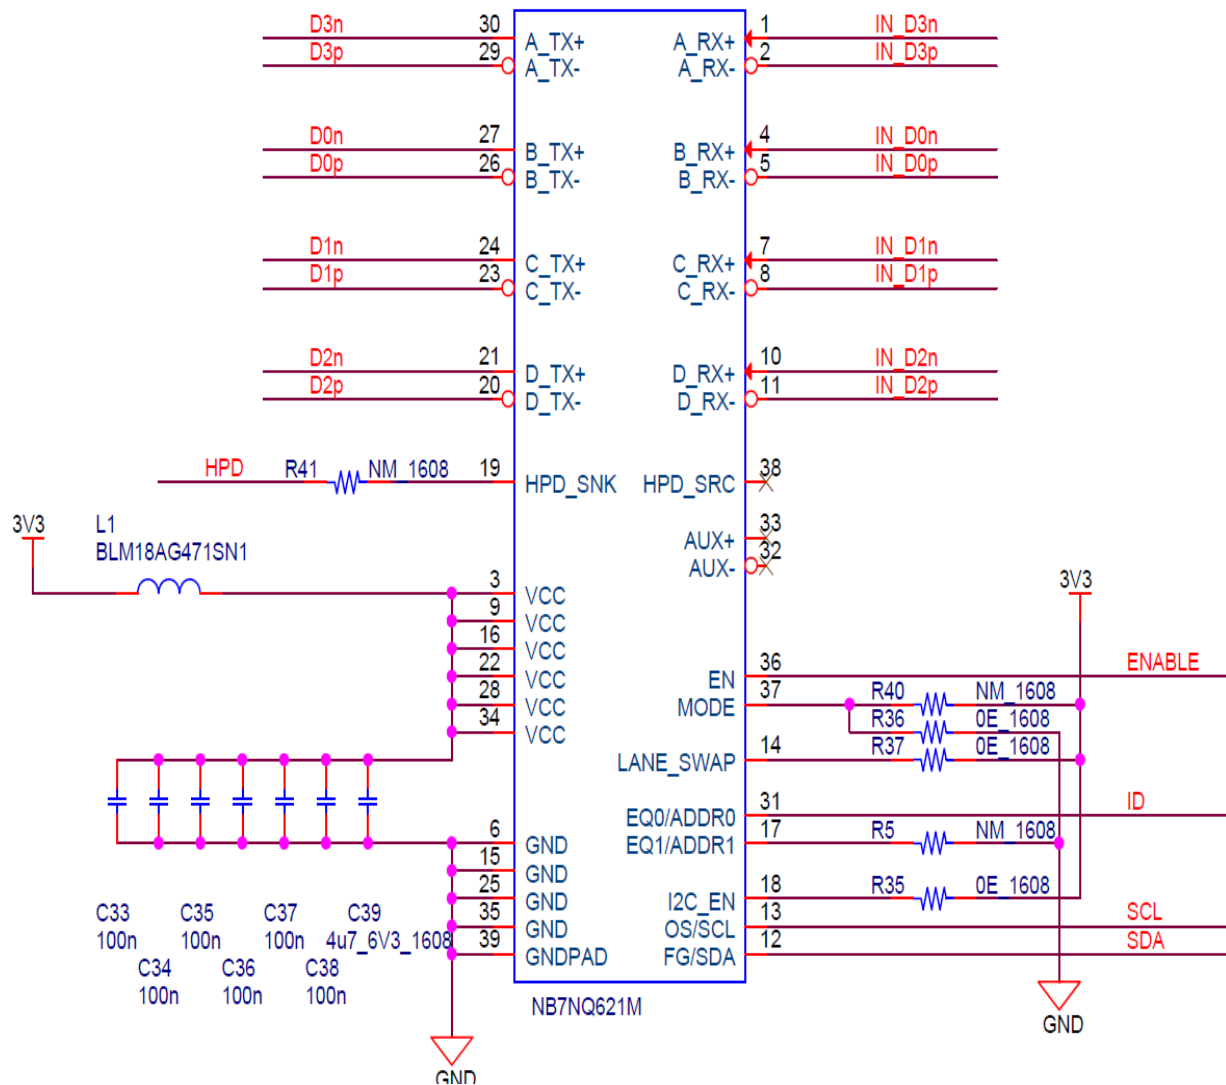 D3n 30 A_TX+ A_RX+ 1 IN_D3n
D3p 29 A_TX- A_RX- 2 IN_D3p
D0n 27 B_TX+ B_RX+ 4 IN_D0n
D0p 26 B_TX- B_RX- 5 IN_D0p
D1n 24 C_TX+ C_RX+ 7 IN_D1n
D1p 23 C_TX- C_RX- 8 IN_D1p
D2n 21 D_TX+ D_RX+ 10 IN_D2n
D2p 20 D_TX- D_RX- 11 IN_D2p
HPD R41 NM_1608 19 HPD_SNK HPD_SRC 38
3V3 L1
BLM18AG471SN1
AUX+ 33
AUX- 32
3 VCC
9 VCC
16 VCC
22 VCC
28 VCC
34 VCC
3V3
EN 36 ENABLE
MODE 37 R40 NM_1608
R36 0E_1608
LANE_SWAP 14 R37 0E_1608
EQ0/ADDR0 31 ID
EQ1/ADDR1 17 R5 NM_1608
I2C_EN 18 R35 0E_1608
OS/SCL 13 SCL
FG/SDA 12 SDA
6 GND
15 GND
25 GND
35 GND
39 GNDPAD
C33 C35 C37 C39
100n 100n 100n 4u7_6V3_1608
C34 C36 C38
100n 100n 100n
NB7NQ621M
GND
GND